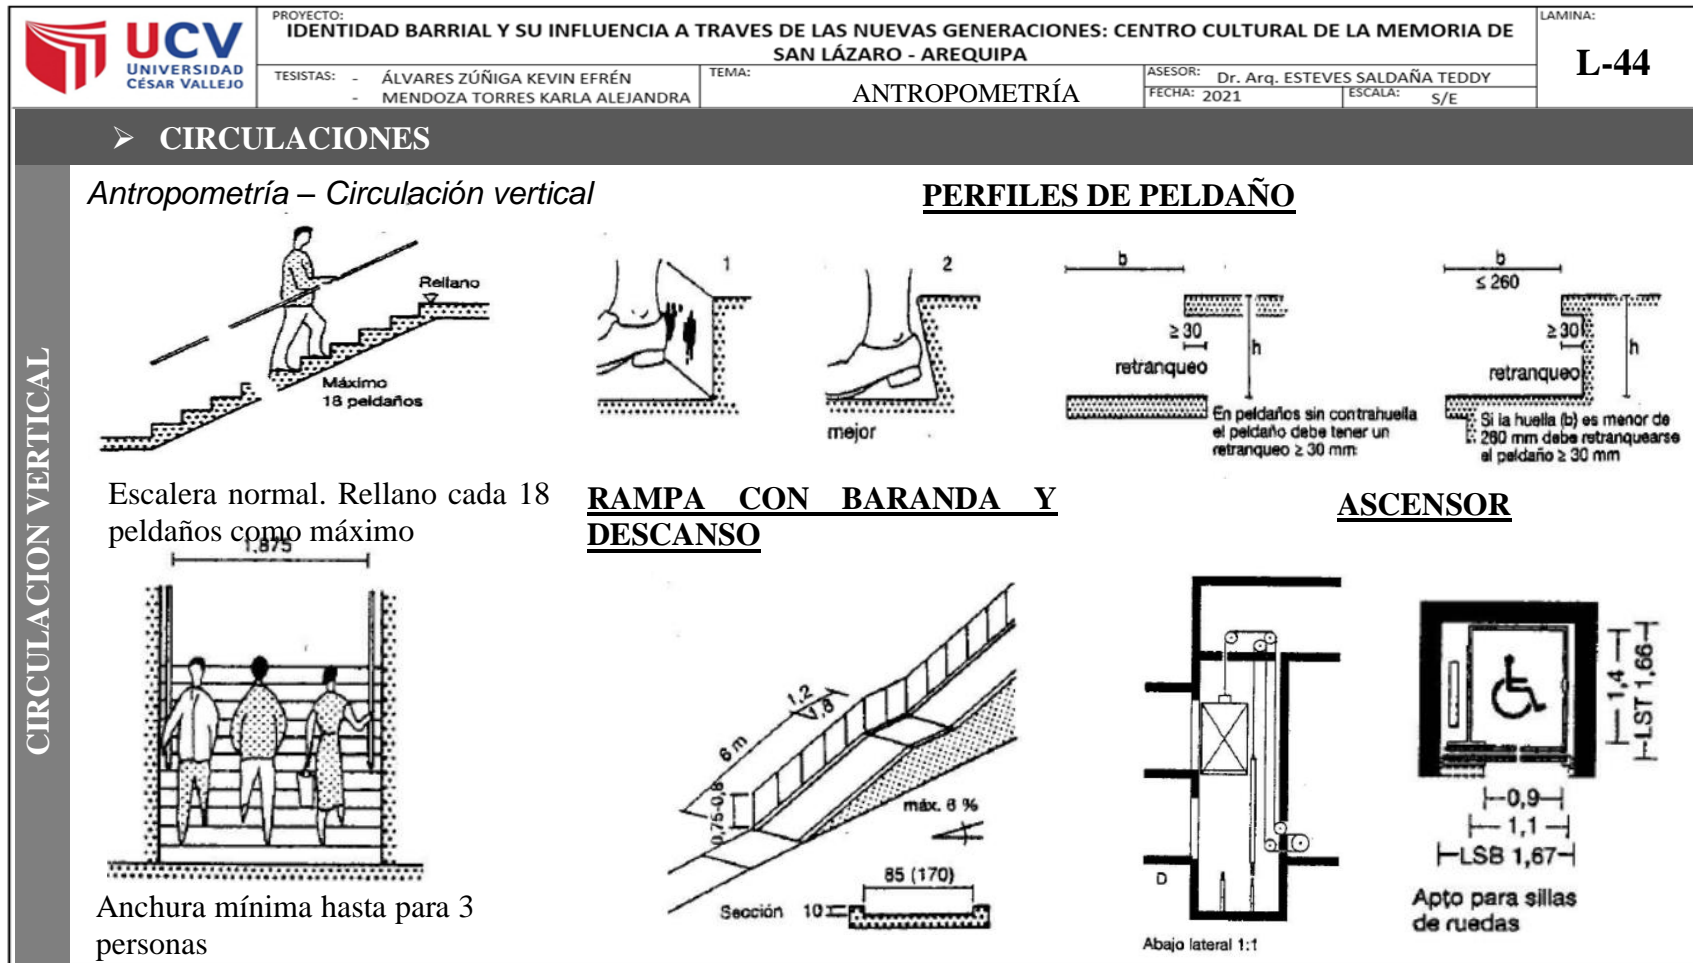 UCV
UNIVERSIDAD
CÉSAR VALLEJO
PROYECTO:
IDENTIDAD BARRIAL Y SU INFLUENCIA A TRAVES DE LAS NUEVAS GENERACIONES: CENTRO CULTURAL DE LA MEMORIA DE
SAN LÁZARO - AREQUIPA
TESISTAS: - ÁLVARES ZÚÑIGA KEVIN EFRÉN
- MENDOZA TORRES KARLA ALEJANDRA
TEMA:
ANTROPOMETRÍA
ASESOR: Dr. Arq. ESTEVES SALDAÑA TEDDY
FECHA: 2021
ESCALA: S/E
LAMINA:
L-44
➢ CIRCULACIONES
CIRCULACION VERTICAL
Antropometría – Circulación vertical
Rellano
Máximo
18 peldaños
Escalera normal. Rellano cada 18
peldaños como máximo
1,875
Anchura mínima hasta para 3
personas
PERFILES DE PELDAÑO
1
2
mejor
b
≥ 30
h
retranqueo
En peldaños sin contrahuella
el peldaño debe tener un
retranqueo ≥ 30 mm
b
≤ 260
≥ 30
h
retranqueo
Si la huella (b) es menor de
260 mm debe retranquearse
el peldaño ≥ 30 mm
RAMPA CON BARANDA Y
DESCANSO
1,2
1,8
6 m
0,75-0,8
máx. 6 %
85 (170)
Sección 10
ASCENSOR
D
Abajo lateral 1:1
1,4
LST 1,66
0,9
1,1
LSB 1,67
Apto para sillas
de ruedas